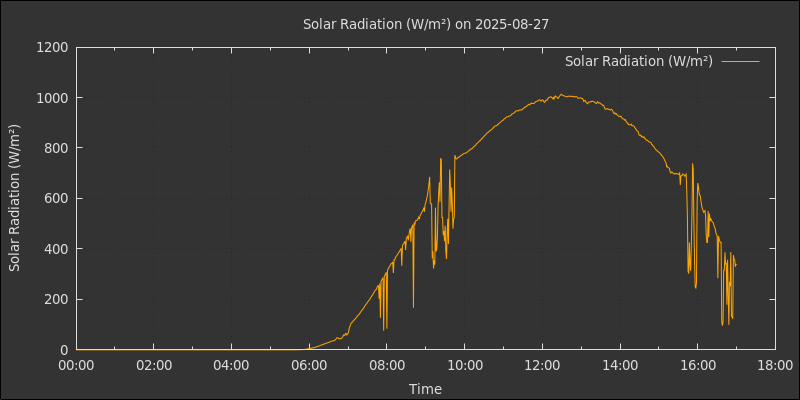 Solar Radiation (W/m²) on 2025-08-27
Solar Radiation (W/m²)
1200
1000
800
600
400
200
0
Solar Radiation (W/m²)
00:00 02:00 04:00 06:00 08:00 10:00 12:00 14:00 16:00 18:00
Time